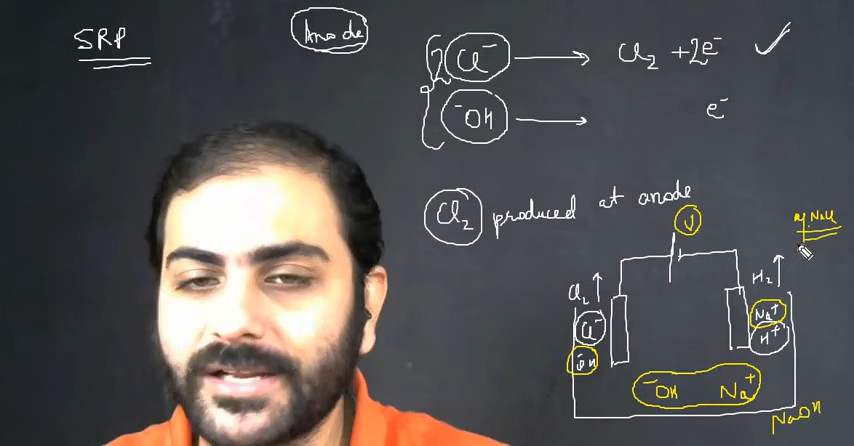 SRP
Anode
2Cl⁻ → Cl₂ + 2e⁻ ✓
⁻OH → e⁻
Cl₂ produced at anode
V
aq. NaCl
Cl₂ ↑
H₂ ↑
Cl⁻
Na⁺
H⁺
⁻OH
⁻OH Na⁺
NaOH